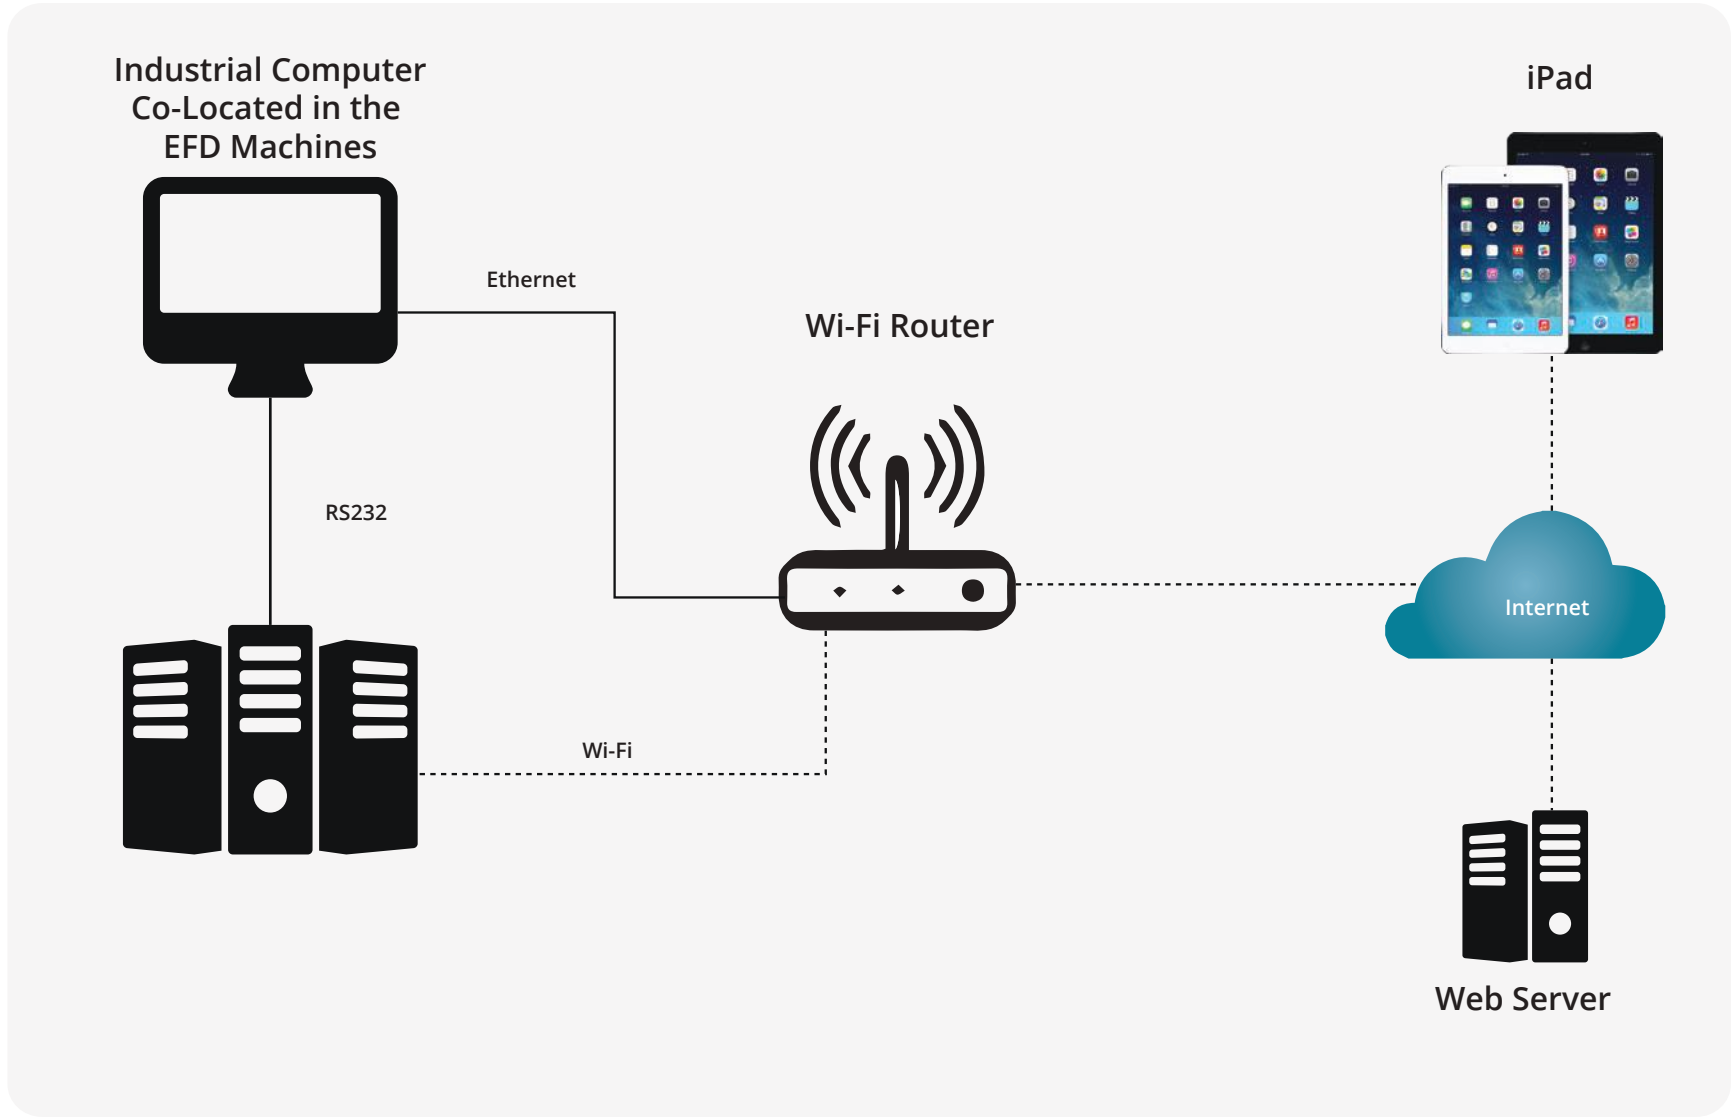 Industrial Computer
Co-Located in the
EFD Machines
iPad
Ethernet
Wi-Fi Router
RS232
Internet
Wi-Fi
Web Server